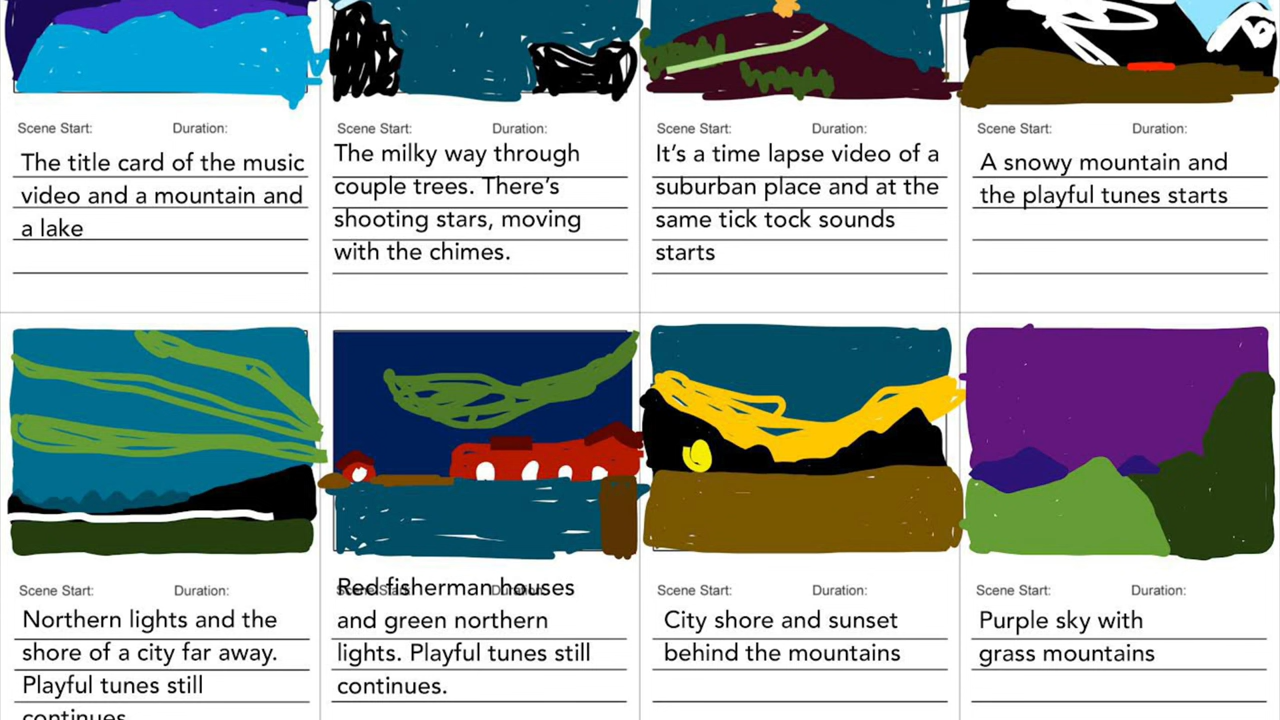 Scene Start: Duration:
The title card of the music
video and a mountain and
a lake
Scene Start: Duration:
The milky way through
couple trees. There's
shooting stars, moving
with the chimes.
Scene Start: Duration:
It's a time lapse video of a
suburban place and at the
same tick tock sounds
starts
Scene Start: Duration:
A snowy mountain and
the playful tunes starts
Scene Start: Duration:
Northern lights and the
shore of a city far away.
Playful tunes still
continues.
Scene Start: Duration:
Red fisherman houses
and green northern
lights. Playful tunes still
continues.
Scene Start: Duration:
City shore and sunset
behind the mountains
Scene Start: Duration:
Purple sky with
grass mountains